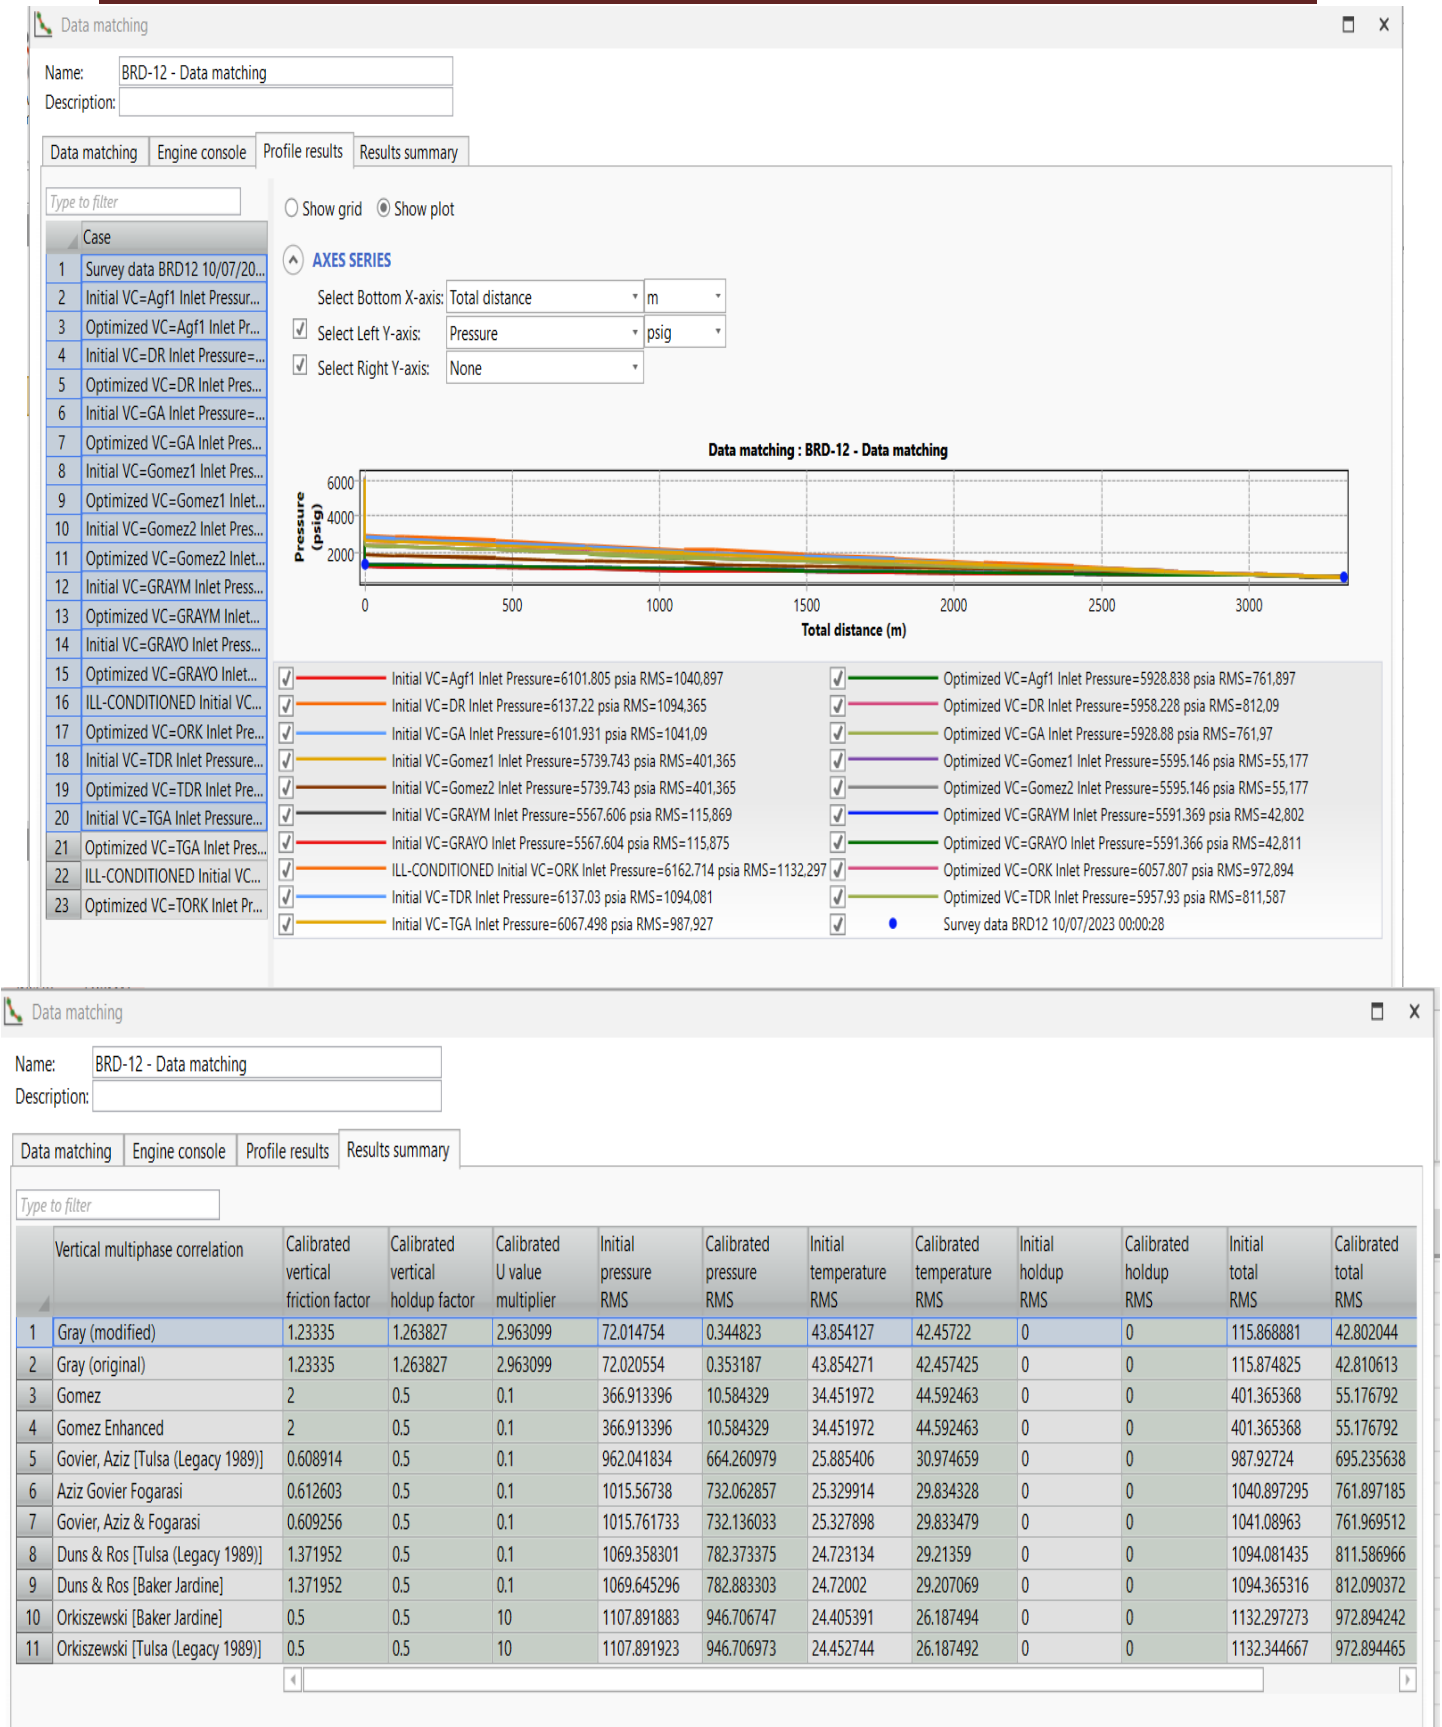 Data matching
Name: BRD-12 - Data matching
Description:
Data matching Engine console Profile results Results summary
Type to filter
Show grid Show plot
Case
1 Survey data BRD12 10/07/20...
2 Initial VC=Agf1 Inlet Pressur...
3 Optimized VC=Agf1 Inlet Pr...
4 Initial VC=DR Inlet Pressure=...
5 Optimized VC=DR Inlet Pres...
6 Initial VC=GA Inlet Pressure=...
7 Optimized VC=GA Inlet Pres...
8 Initial VC=Gomez1 Inlet Pres...
9 Optimized VC=Gomez1 Inlet...
10 Initial VC=Gomez2 Inlet Pres...
11 Optimized VC=Gomez2 Inlet...
12 Initial VC=GRAYM Inlet Press...
13 Optimized VC=GRAYM Inlet...
14 Initial VC=GRAYO Inlet Press...
15 Optimized VC=GRAYO Inlet...
16 ILL-CONDITIONED Initial VC...
17 Optimized VC=ORK Inlet Pre...
18 Initial VC=TDR Inlet Pressure...
19 Optimized VC=TDR Inlet Pre...
20 Initial VC=TGA Inlet Pressure...
21 Optimized VC=TGA Inlet Pres...
22 ILL-CONDITIONED Initial VC...
23 Optimized VC=TORK Inlet Pr...
AXES SERIES
Select Bottom X-axis: Total distance m
Select Left Y-axis: Pressure psig
Select Right Y-axis: None
Data matching : BRD-12 - Data matching
Pressure
(psig)
6000
4000
2000
0 500 1000 1500 2000 2500 3000
Total distance (m)
Initial VC=Agf1 Inlet Pressure=6101.805 psia RMS=1040,897 Optimized VC=Agf1 Inlet Pressure=5928.838 psia RMS=761,897
Initial VC=DR Inlet Pressure=6137.22 psia RMS=1094,365 Optimized VC=DR Inlet Pressure=5958.228 psia RMS=812,09
Initial VC=GA Inlet Pressure=6101.931 psia RMS=1041,09 Optimized VC=GA Inlet Pressure=5928.88 psia RMS=761,97
Initial VC=Gomez1 Inlet Pressure=5739.743 psia RMS=401,365 Optimized VC=Gomez1 Inlet Pressure=5595.146 psia RMS=55,177
Initial VC=Gomez2 Inlet Pressure=5739.743 psia RMS=401,365 Optimized VC=Gomez2 Inlet Pressure=5595.146 psia RMS=55,177
Initial VC=GRAYM Inlet Pressure=5567.606 psia RMS=115,869 Optimized VC=GRAYM Inlet Pressure=5591.369 psia RMS=42,802
Initial VC=GRAYO Inlet Pressure=5567.604 psia RMS=115,875 Optimized VC=GRAYO Inlet Pressure=5591.366 psia RMS=42,811
ILL-CONDITIONED Initial VC=ORK Inlet Pressure=6162.714 psia RMS=1132,297 Optimized VC=ORK Inlet Pressure=6057.807 psia RMS=972,894
Initial VC=TDR Inlet Pressure=6137.03 psia RMS=1094,081 Optimized VC=TDR Inlet Pressure=5957.93 psia RMS=811,587
Initial VC=TGA Inlet Pressure=6067.498 psia RMS=987,927 Survey data BRD12 10/07/2023 00:00:28
Data matching
Name: BRD-12 - Data matching
Description:
Data matching Engine console Profile results Results summary
Type to filter
Vertical multiphase correlation Calibrated vertical friction factor Calibrated vertical holdup factor Calibrated U value multiplier Initial pressure RMS Calibrated pressure RMS Initial temperature RMS Calibrated temperature RMS Initial holdup RMS Calibrated holdup RMS Initial total RMS Calibrated total RMS
1 Gray (modified) 1.23335 1.263827 2.963099 72.014754 0.344823 43.854127 42.45722 0 0 115.868881 42.802044
2 Gray (original) 1.23335 1.263827 2.963099 72.020554 0.353187 43.854271 42.457425 0 0 115.874825 42.810613
3 Gomez 2 0.5 0.1 366.913396 10.584329 34.451972 44.592463 0 0 401.365368 55.176792
4 Gomez Enhanced 2 0.5 0.1 366.913396 10.584329 34.451972 44.592463 0 0 401.365368 55.176792
5 Govier, Aziz [Tulsa (Legacy 1989)] 0.608914 0.5 0.1 962.041834 664.260979 25.885406 30.974659 0 0 987.92724 695.235638
6 Aziz Govier Fogarasi 0.612603 0.5 0.1 1015.56738 732.062857 25.329914 29.834328 0 0 1040.897295 761.897185
7 Govier, Aziz & Fogarasi 0.609256 0.5 0.1 1015.761733 732.136033 25.327898 29.833479 0 0 1041.08963 761.969512
8 Duns & Ros [Tulsa (Legacy 1989)] 1.371952 0.5 0.1 1069.358301 782.373375 24.723134 29.21359 0 0 1094.081435 811.586966
9 Duns & Ros [Baker Jardine] 1.371952 0.5 0.1 1069.645296 782.883303 24.72002 29.207069 0 0 1094.365316 812.090372
10 Orkiszewski [Baker Jardine] 0.5 0.5 10 1107.891883 946.706747 24.405391 26.187494 0 0 1132.297273 972.894242
11 Orkiszewski [Tulsa (Legacy 1989)] 0.5 0.5 10 1107.891923 946.706973 24.452744 26.187492 0 0 1132.344667 972.894465